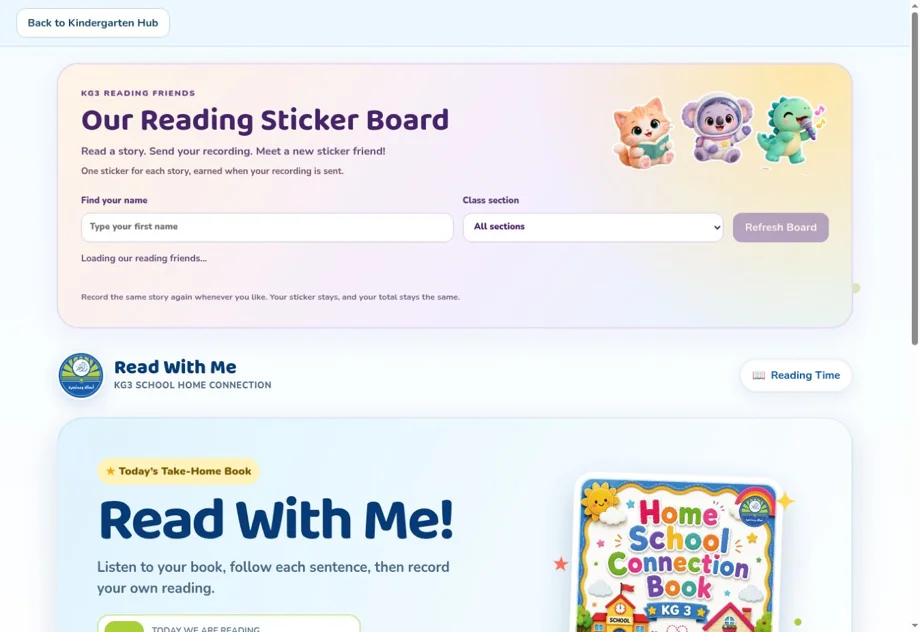 Back to Kindergarten Hub
KG3 READING FRIENDS
Our Reading Sticker Board
Read a story. Send your recording. Meet a new sticker friend!
One sticker for each story, earned when your recording is sent.
Find your name
Class section
Type your first name
All sections
Refresh Board
Loading our reading friends...
Record the same story again whenever you like. Your sticker stays, and your total stays the same.
Read With Me
KG3 SCHOOL HOME CONNECTION
Reading Time
Today's Take-Home Book
Read With Me!
Listen to your book, follow each sentence, then record
your own reading.
TODAY WE ARE READING
Home
School
Connection
Book
KG 3
SCHOOL